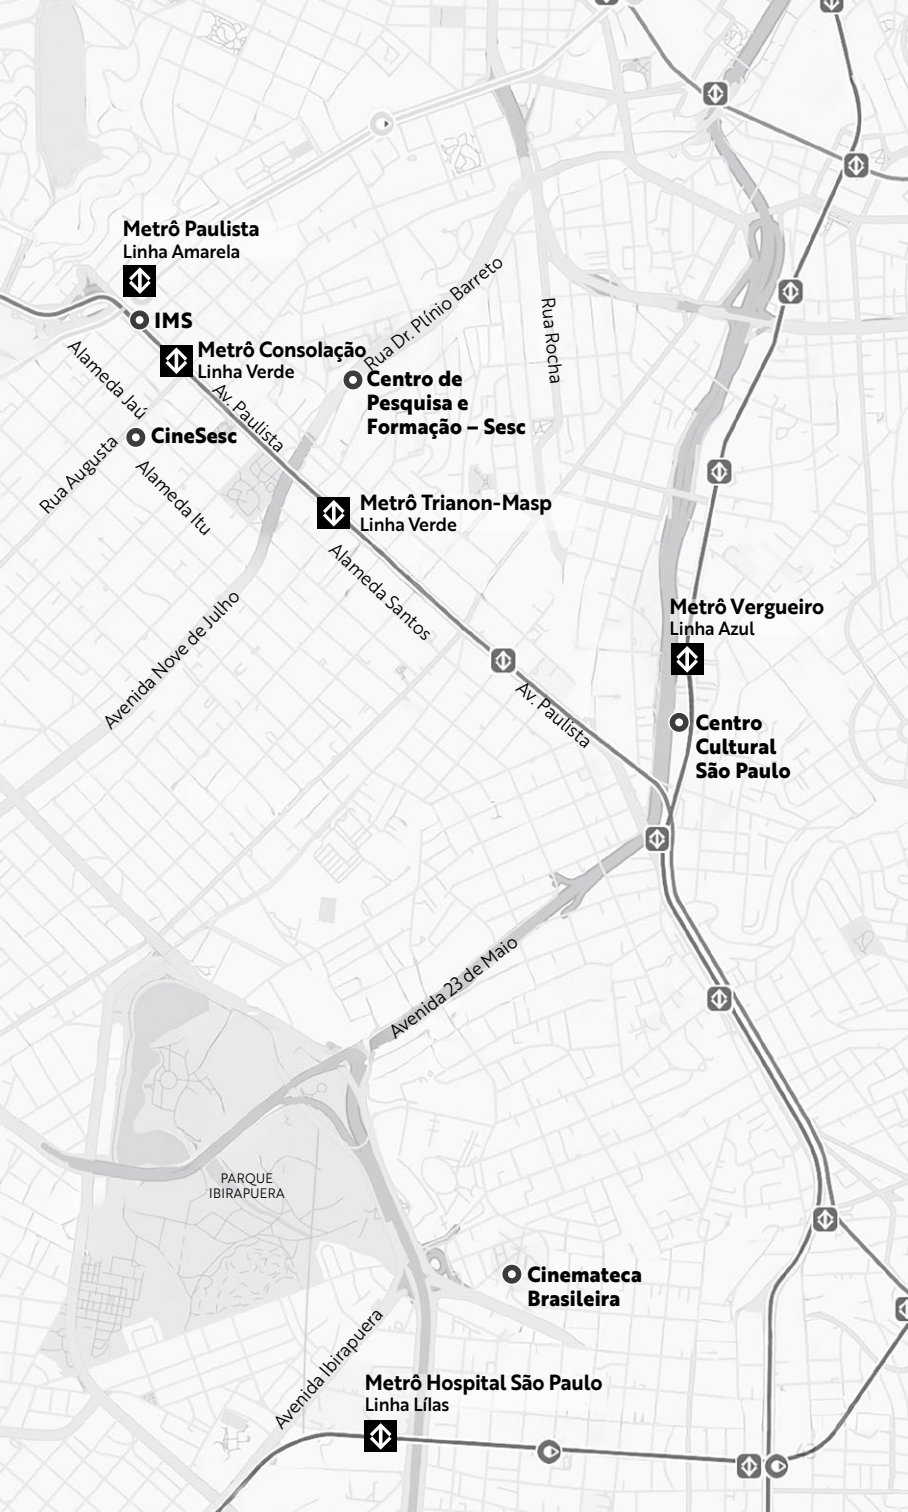 Metrô Paulista
Linha Amarela
IMS
Metrô Consolação
Linha Verde
Rua Dr. Plínio Barreto
Rua Rocha
Alameda Jaú
Av. Paulista
Centro de
Pesquisa e
Formação – Sesc
CineSesc
Rua Augusta
Alameda Itu
Metrô Trianon-Masp
Linha Verde
Alameda Santos
Avenida Nove de Julho
Metrô Vergueiro
Linha Azul
Av. Paulista
Centro
Cultural
São Paulo
Avenida 23 de Maio
PARQUE
IBIRAPUERA
Cinemateca
Brasileira
Avenida Ibirapuera
Metrô Hospital São Paulo
Linha Lílas